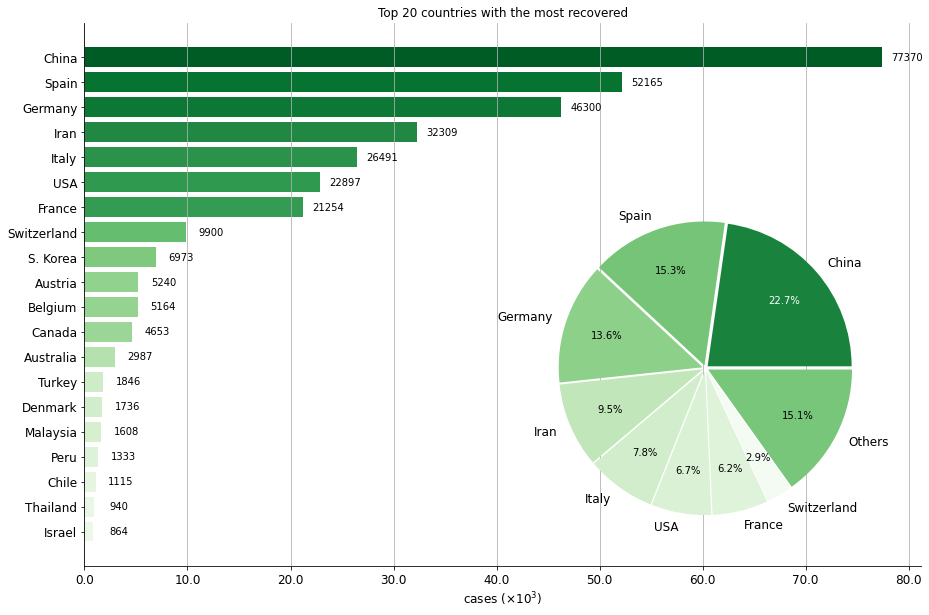 Top 20 countries with the most recovered
China 77370
Spain 52165
Germany 46300
Iran 32309
Italy 26491
USA 22897
France 21254
Switzerland 9900
S. Korea 6973
Austria 5240
Belgium 5164
Canada 4653
Australia 2987
Turkey 1846
Denmark 1736
Malaysia 1608
Peru 1333
Chile 1115
Thailand 940
Israel 864
0.0 10.0 20.0 30.0 40.0 50.0 60.0 70.0 80.0
cases (×10³)
China 22.7%
Spain 15.3%
Germany 13.6%
Iran 9.5%
Italy 7.8%
USA 6.7%
France 6.2%
Switzerland 2.9%
Others 15.1%